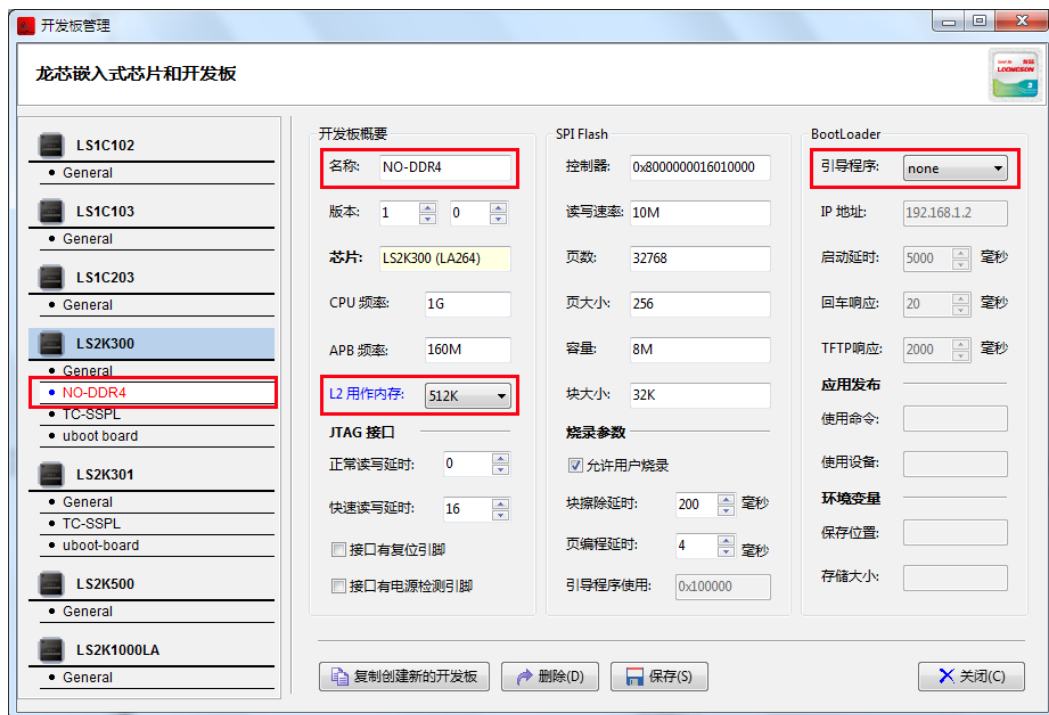 开发板管理
龙芯嵌入式芯片和开发板
LOONGSON
LS1C102
General
LS1C103
General
LS1C203
General
LS2K300
General
NO-DDR4
TC-SSPL
uboot board
LS2K301
General
TC-SSPL
uboot-board
LS2K500
General
LS2K1000LA
General
开发板概要
名称: NO-DDR4
版本: 1 0
芯片: LS2K300 (LA264)
CPU 频率: 1G
APB 频率: 160M
L2 用作内存: 512K
JTAG 接口
正常读写延时: 0
快速读写延时: 16
接口有复位引脚
接口有电源检测引脚
SPI Flash
控制器: 0x8000000016010000
读写速率: 10M
页数: 32768
页大小: 256
容量: 8M
块大小: 32K
烧录参数
允许用户烧录
块擦除延时: 200 毫秒
页编程延时: 4 毫秒
引导程序使用: 0x100000
BootLoader
引导程序: none
IP 地址: 192.168.1.2
启动延时: 5000 毫秒
回车响应: 20 毫秒
TFTP响应: 2000 毫秒
应用发布
使用命令:
使用设备:
环境变量
保存位置:
存储大小:
复制创建新的开发板
删除(D)
保存(S)
关闭(C)